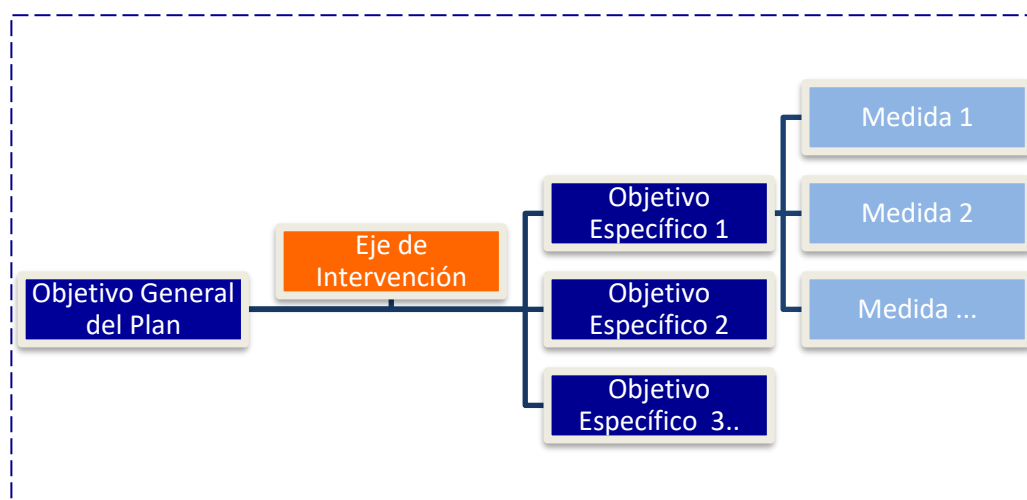 Objetivo General
del Plan
Eje de
Intervención
Objetivo
Específico 1
Objetivo
Específico 2
Objetivo
Específico  3..
Medida 1
Medida 2
Medida ...